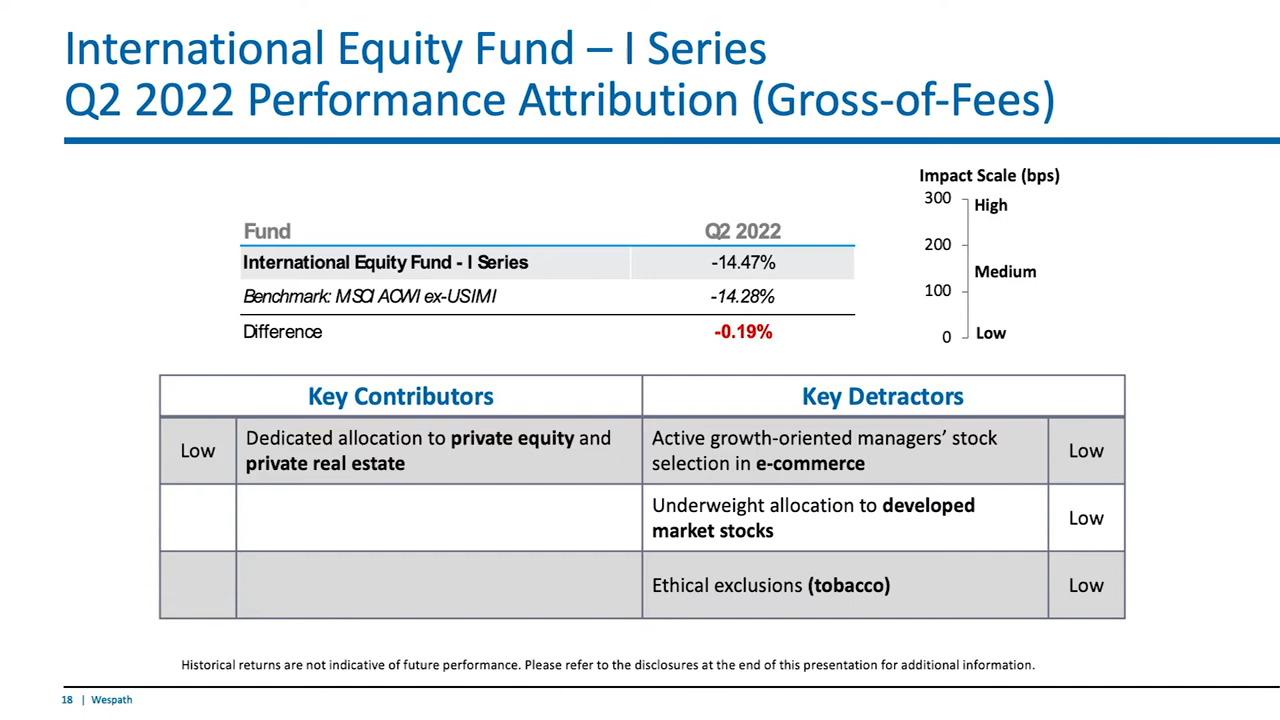 International Equity Fund – I Series
Q2 2022 Performance Attribution (Gross-of-Fees)
Impact Scale (bps)
300 High
200
Medium
100
0 Low
Fund Q2 2022
International Equity Fund - I Series -14.47%
Benchmark: MSCI ACWI ex-US IMI -14.28%
Difference -0.19%
Key Contributors Key Detractors
Low
Dedicated allocation to private equity and
private real estate
Active growth-oriented managers’ stock
selection in e-commerce
Low
Underweight allocation to developed
market stocks
Low
Ethical exclusions (tobacco) Low
Historical returns are not indicative of future performance. Please refer to the disclosures at the end of this presentation for additional information.
18 | Wespath